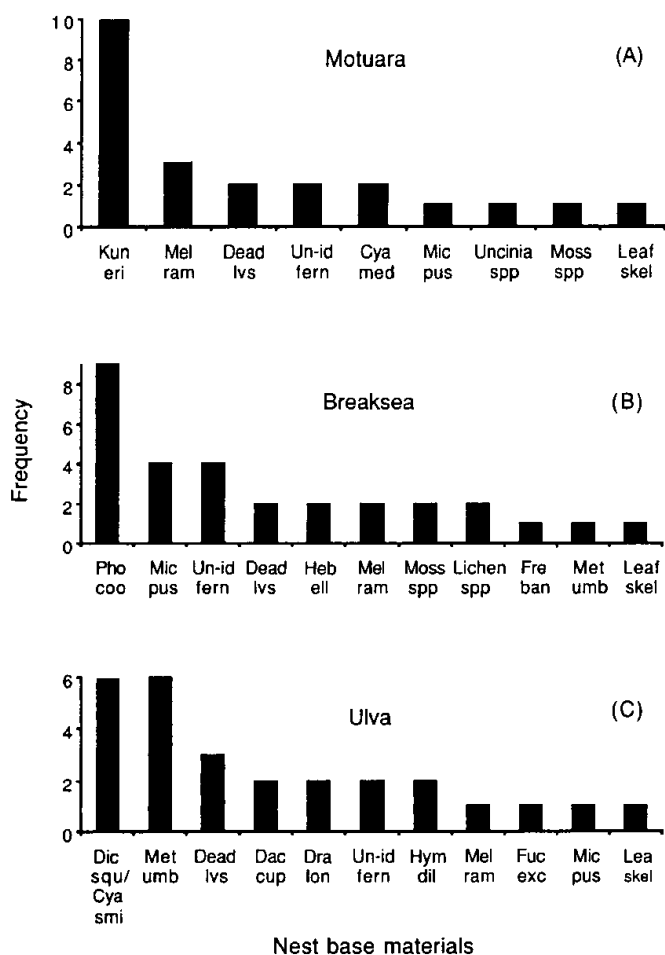 Motuara
(A)
10
8
6
4
2
0
Kun Mel Dead Un-id Cya Mic Uncinia Moss Leaf
eri ram lvs fern med pus spp spp skel
Breaksea
(B)
Frequency
8
6
4
2
0
Pho Mic Un-id Dead Heb Mel Moss Lichen Fre Met Leaf
coo pus fern lvs ell ram spp spp ban umb skel
Ulva
(C)
6
4
2
0
Dic Met Dead Dac Dra Un-id Hym Mel Fuc Mic Lea
squ/ umb lvs cup lon fern dil ram exc pus skel
Cya
smi
Nest base materials